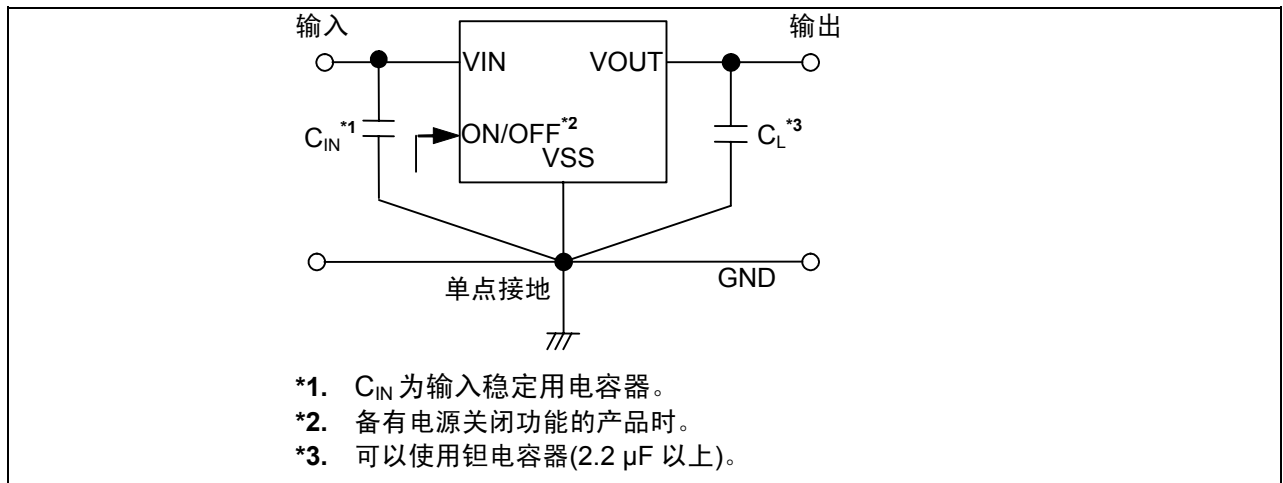 输入
输出
VIN
VOUT
C_IN*1
ON/OFF*2
C_L*3
VSS
单点接地
GND
*1. C_IN 为输入稳定用电容器。
*2. 备有电源关闭功能的产品时。
*3. 可以使用钽电容器(2.2 μF 以上)。